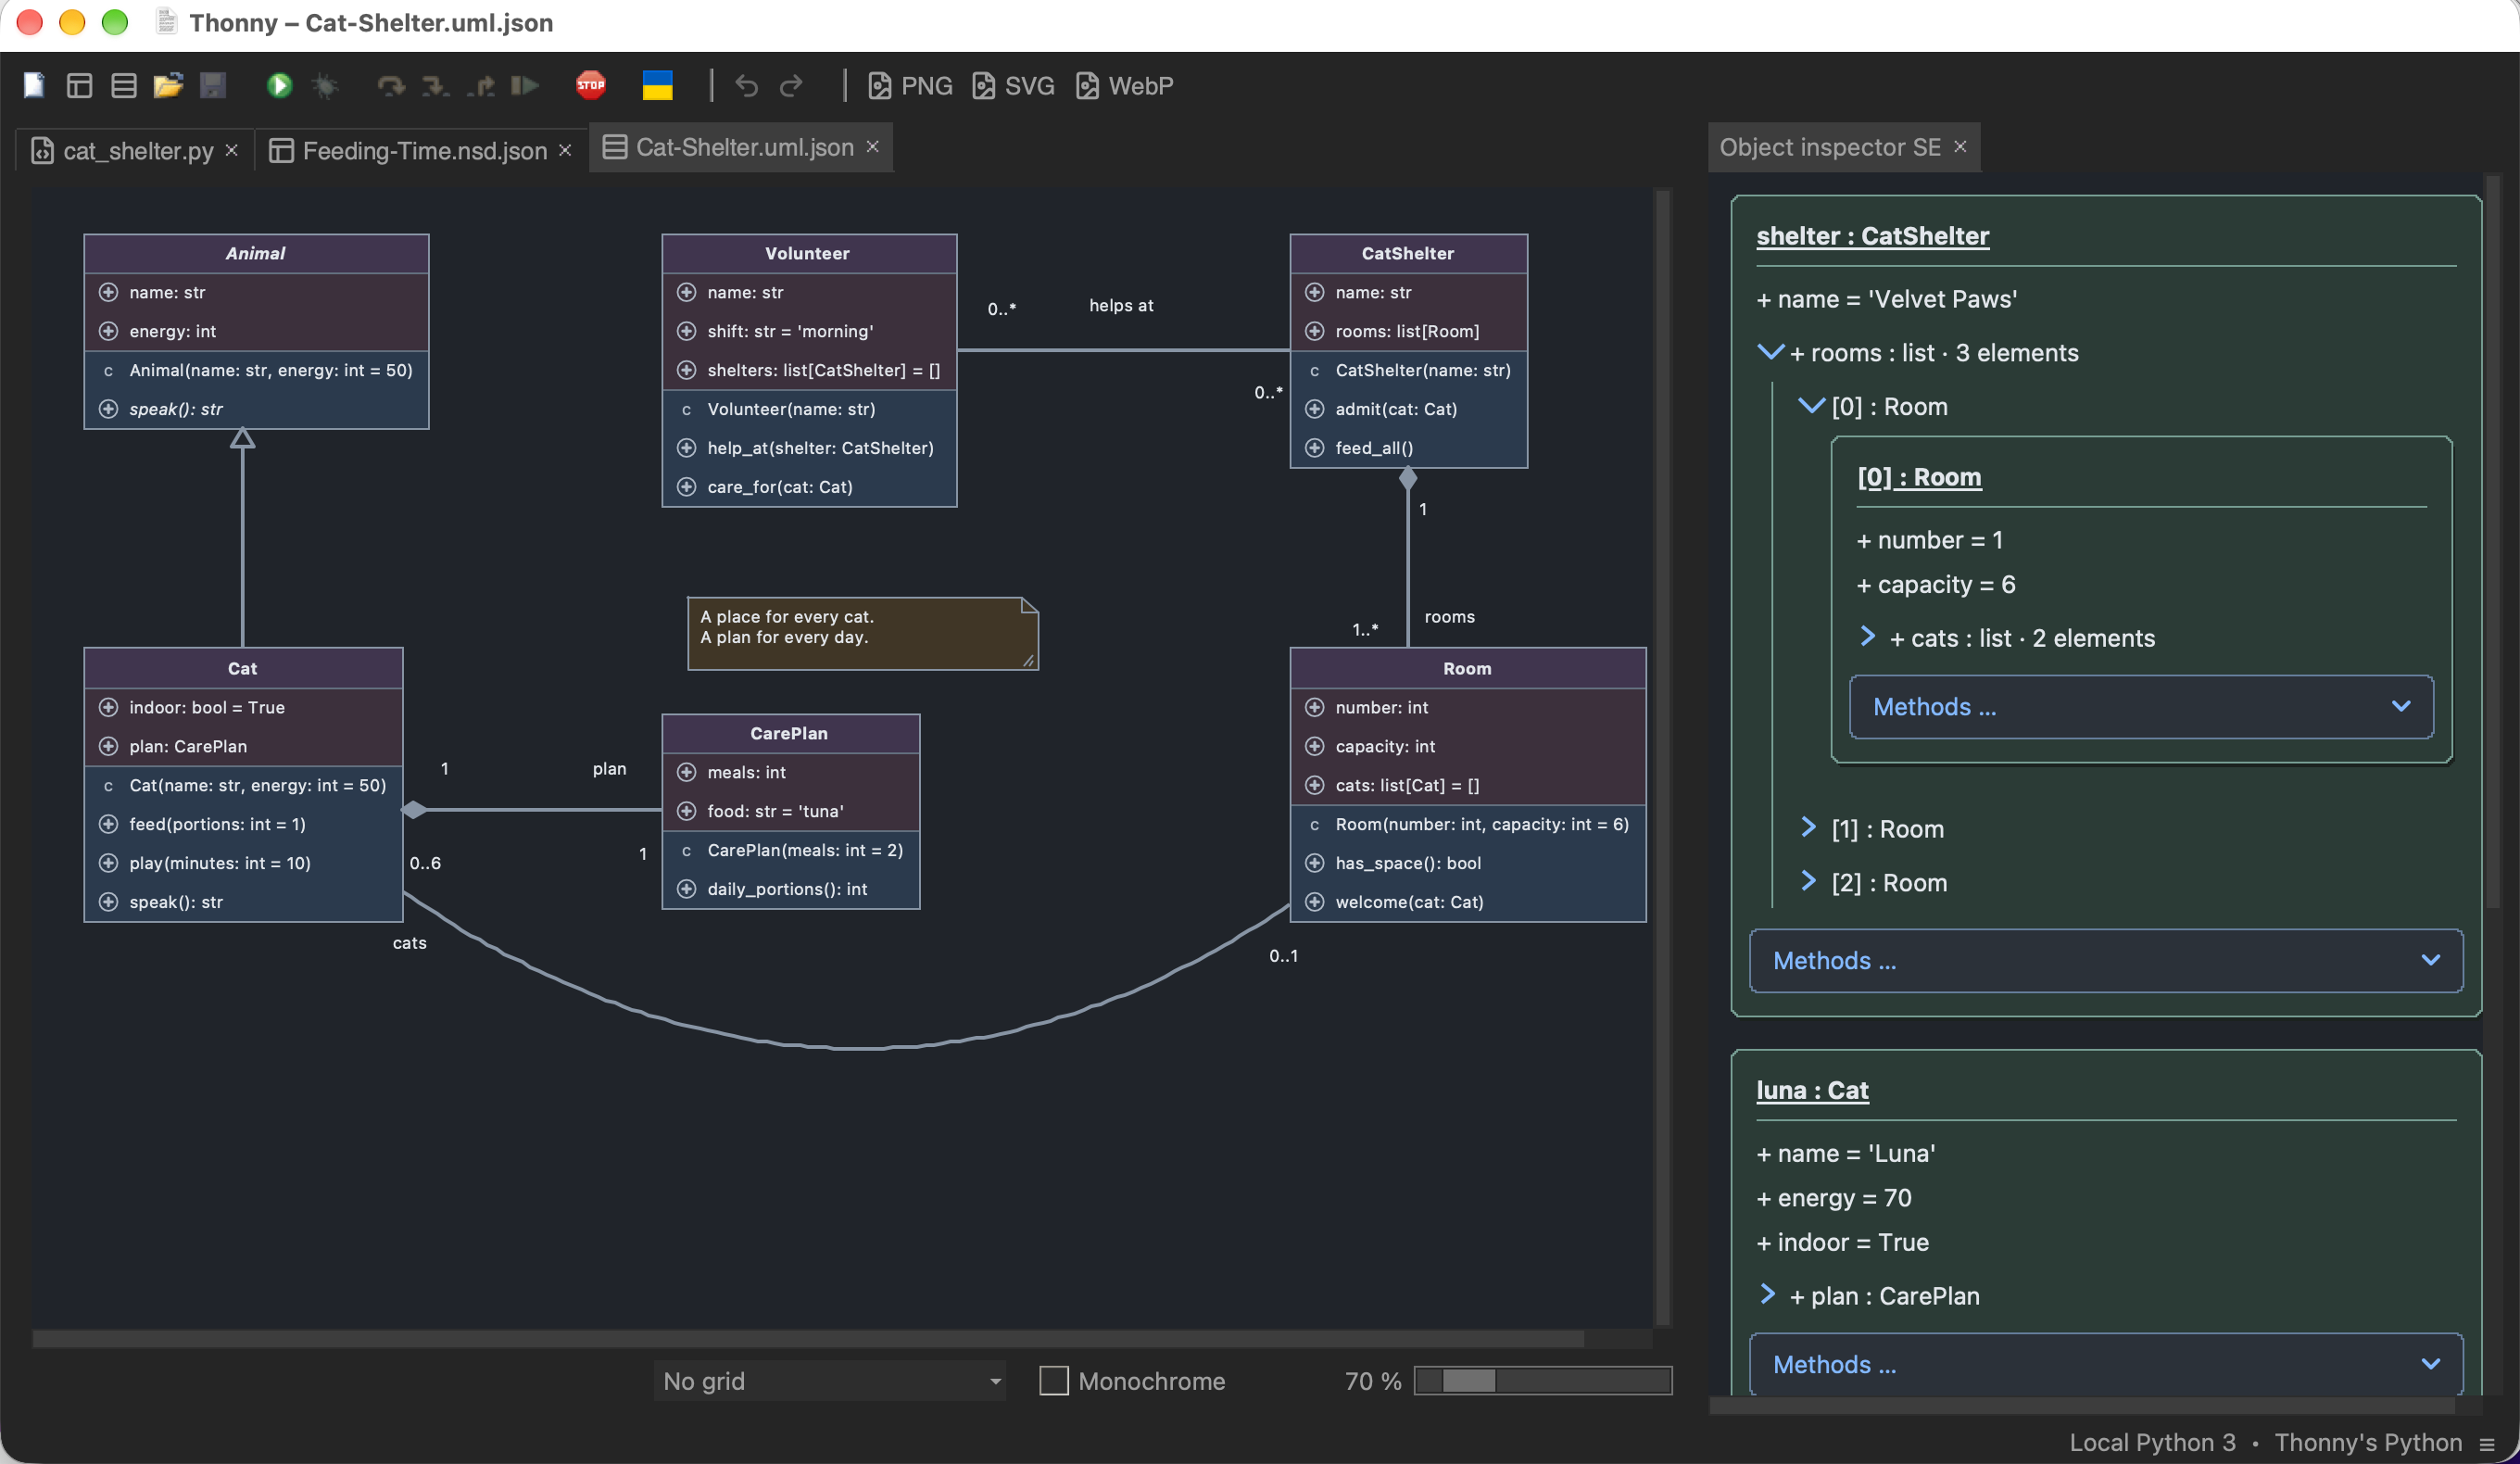 Thonny – Cat-Shelter.uml.json
STOP
PNG
SVG
WebP
cat_shelter.py ×
Feeding-Time.nsd.json ×
Cat-Shelter.uml.json ×
Animal
name: str
energy: int
c Animal(name: str, energy: int = 50)
speak(): str
Volunteer
name: str
shift: str = 'morning'
shelters: list[CatShelter] = []
c Volunteer(name: str)
help_at(shelter: CatShelter)
care_for(cat: Cat)
0..*
helps at
0..*
CatShelter
name: str
rooms: list[Room]
c CatShelter(name: str)
admit(cat: Cat)
feed_all()
1
1..*
rooms
A place for every cat.
A plan for every day.
Cat
indoor: bool = True
plan: CarePlan
c Cat(name: str, energy: int = 50)
feed(portions: int = 1)
play(minutes: int = 10)
speak(): str
1
plan
0..6
1
cats
CarePlan
meals: int
food: str = 'tuna'
c CarePlan(meals: int = 2)
daily_portions(): int
Room
number: int
capacity: int
cats: list[Cat] = []
c Room(number: int, capacity: int = 6)
has_space(): bool
welcome(cat: Cat)
0..1
No grid
Monochrome
70 %
Object inspector SE ×
shelter : CatShelter
+ name = 'Velvet Paws'
+ rooms : list · 3 elements
[0] : Room
[0] : Room
+ number = 1
+ capacity = 6
+ cats : list · 2 elements
Methods ...
[1] : Room
[2] : Room
Methods ...
luna : Cat
+ name = 'Luna'
+ energy = 70
+ indoor = True
+ plan : CarePlan
Methods ...
Local Python 3 • Thonny's Python ≡